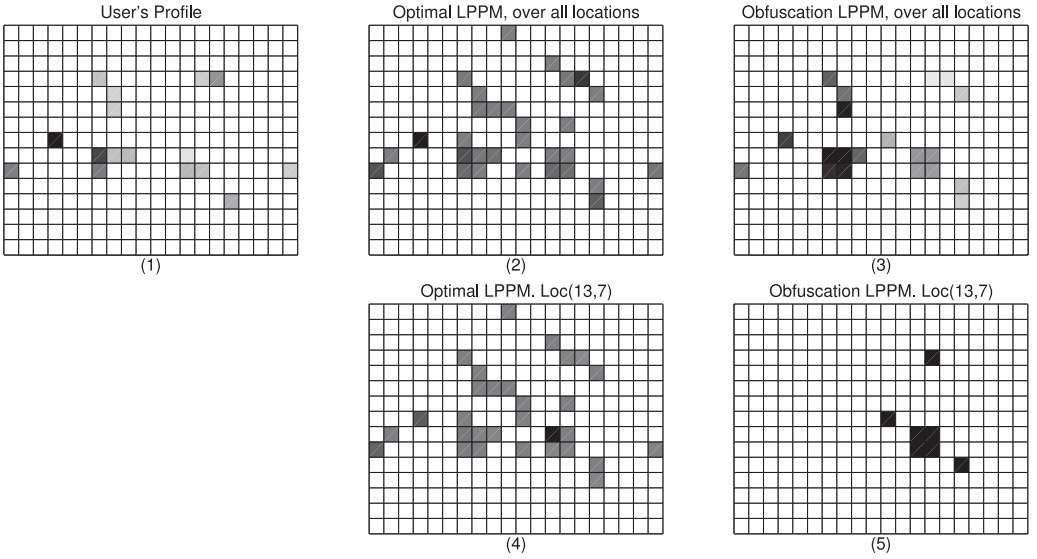 User's Profile
Optimal LPPM, over all locations
Obfuscation LPPM, over all locations
(1)
(2)
(3)
Optimal LPPM. Loc(13,7)
Obfuscation LPPM. Loc(13,7)
(4)
(5)